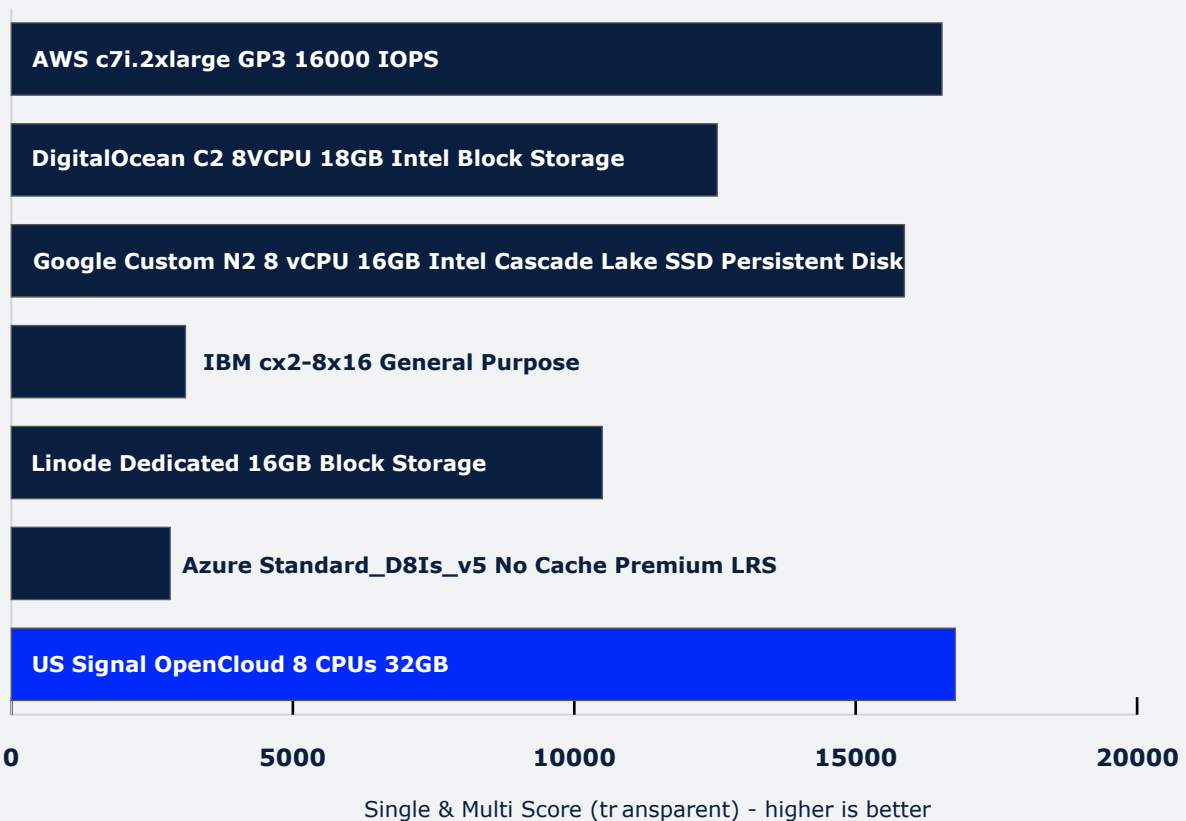 AWS c7i.2xlarge GP3 16000 IOPS
DigitalOcean C2 8VCPU 18GB Intel Block Storage
Google Custom N2 8 vCPU 16GB Intel Cascade Lake SSD Persistent Disk
IBM cx2-8x16 General Purpose
Linode Dedicated 16GB Block Storage
Azure Standard_D8Is_v5 No Cache Premium LRS
US Signal OpenCloud 8 CPUs 32GB
0 5000 10000 15000 20000
Single & Multi Score (tr ansparent) - higher is better